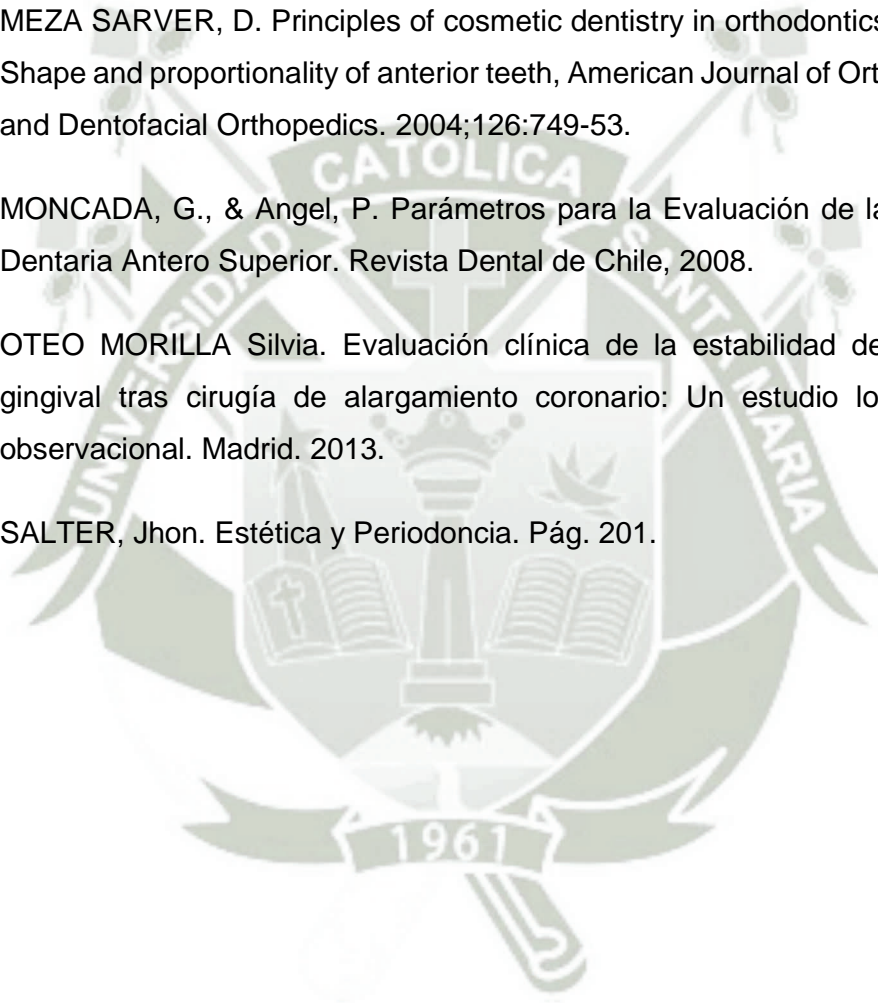 MEZA SARVER, D. Principles of cosmetic dentistry in orthodontics
Shape and proportionality of anterior teeth, American Journal of Ort
and Dentofacial Orthopedics. 2004;126:749-53.
MONCADA, G., & Angel, P. Parámetros para la Evaluación de la
Dentaria Antero Superior. Revista Dental de Chile, 2008.
OTEO MORILLA Silvia. Evaluación clínica de la estabilidad de
gingival tras cirugía de alargamiento coronario: Un estudio lo
observacional. Madrid. 2013.
SALTER, Jhon. Estética y Periodoncia. Pág. 201.
UNIVERSIDAD CATOLICA SANTA MARIA
1961